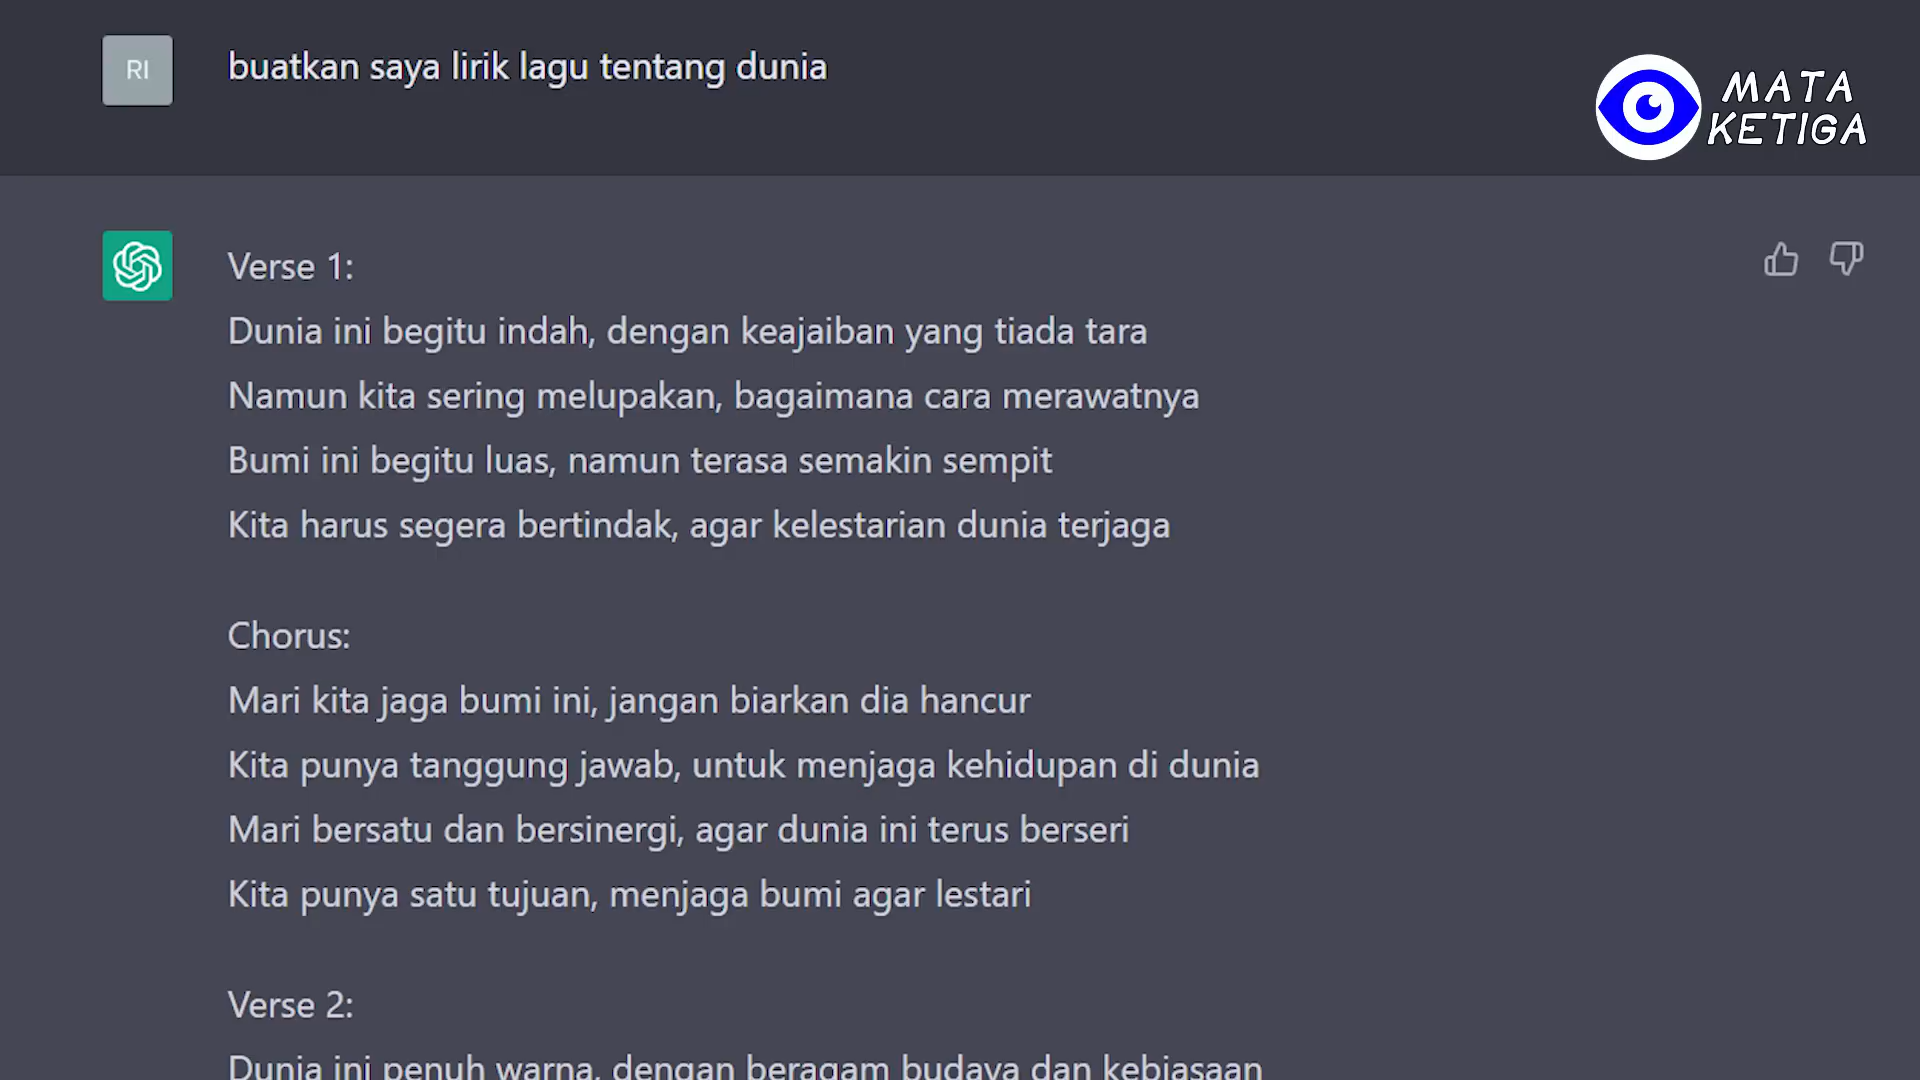 RI
buatkan saya lirik lagu tentang dunia
MATA
KETIGA
Verse 1:
Dunia ini begitu indah, dengan keajaiban yang tiada tara
Namun kita sering melupakan, bagaimana cara merawatnya
Bumi ini begitu luas, namun terasa semakin sempit
Kita harus segera bertindak, agar kelestarian dunia terjaga
Chorus:
Mari kita jaga bumi ini, jangan biarkan dia hancur
Kita punya tanggung jawab, untuk menjaga kehidupan di dunia
Mari bersatu dan bersinergi, agar dunia ini terus berseri
Kita punya satu tujuan, menjaga bumi agar lestari
Verse 2:
Dunia ini penuh warna, dengan beragam budaya dan kebiasaan